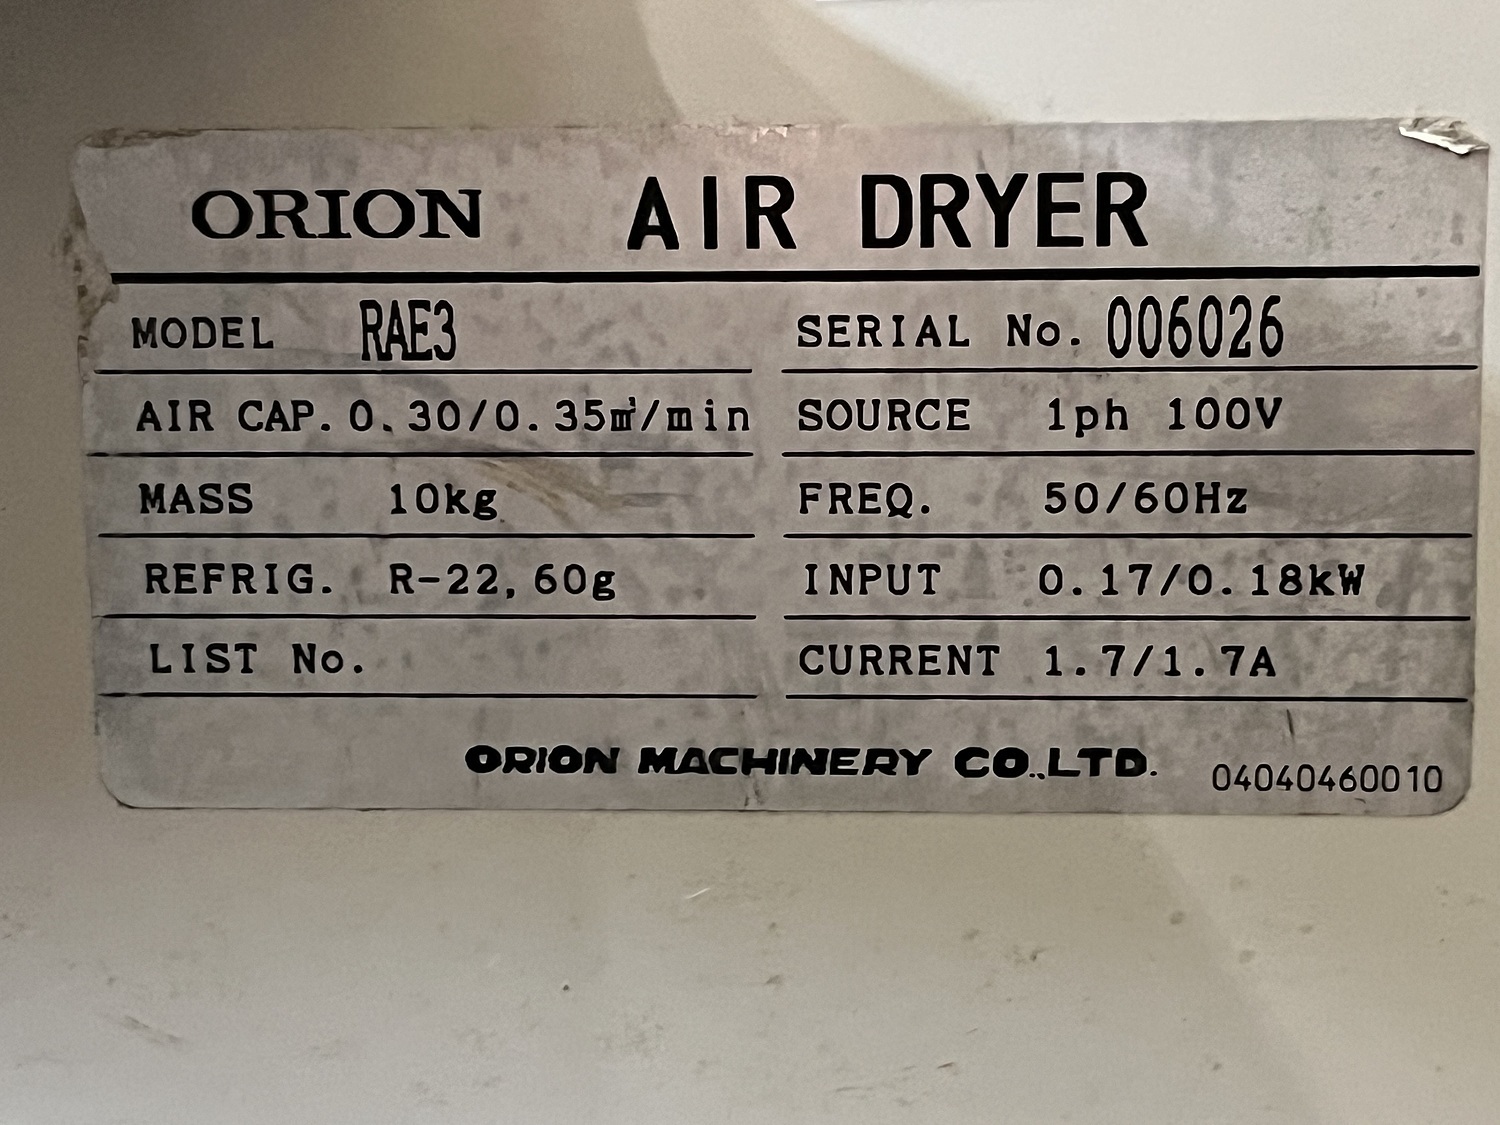 ORION AIR DRYER
MODEL RAE3 SERIAL No. 006026
AIR CAP. 0.30/0.35㎥/min SOURCE 1ph 100V
MASS 10kg FREQ. 50/60Hz
REFRIG. R-22, 60g INPUT 0.17/0.18kW
LIST No. CURRENT 1.7/1.7A
ORION MACHINERY CO.,LTD. 04040460010